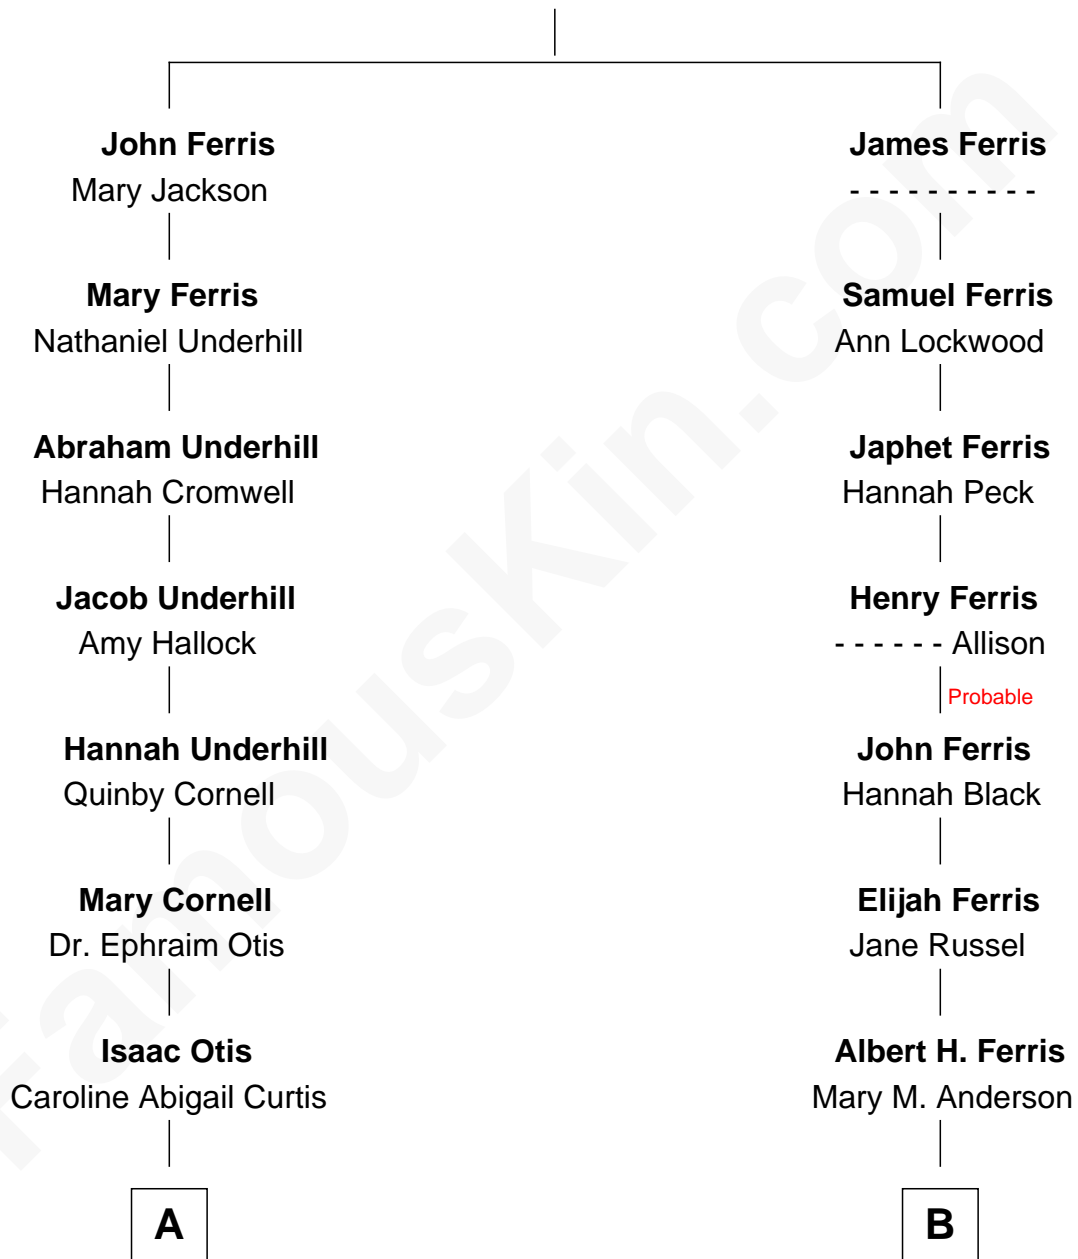 John Ferris
Mary Jackson
Mary Ferris
Nathaniel Underhill
Abraham Underhill
Hannah Cromwell
Jacob Underhill
Amy Hallock
Hannah Underhill
Quinby Cornell
Mary Cornell
Dr. Ephraim Otis
Isaac Otis
Caroline Abigail Curtis
A
James Ferris
- - - - - - - - - -
Samuel Ferris
Ann Lockwood
Japhet Ferris
Hannah Peck
Henry Ferris
- - - - - - Allison
Probable
John Ferris
Hannah Black
Elijah Ferris
Jane Russel
Albert H. Ferris
Mary M. Anderson
B
FamousKin.com